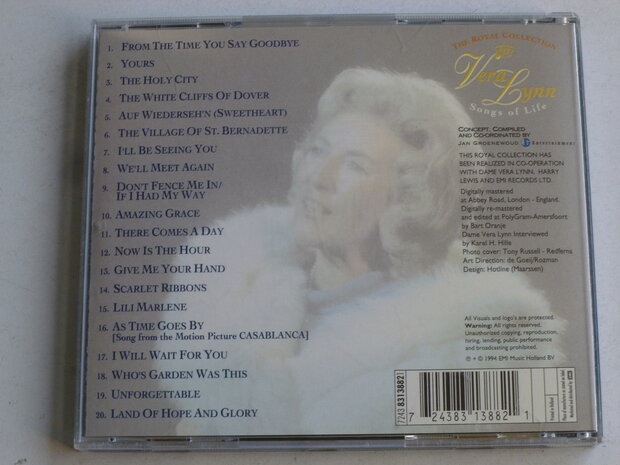 1. FROM THE TIME YOU SAY GOODBYE
2. YOURS
3. THE HOLY CITY
4. THE WHITE CLIFFS OF DOVER
5. AUF WIEDERSEH'N (SWEETHEART)
6. THE VILLAGE OF ST. BERNADETTE
7. I'LL BE SEEING YOU
8. WE'LL MEET AGAIN
9. DON'T FENCE ME IN/
IF I HAD MY WAY
10. AMAZING GRACE
11. THERE COMES A DAY
12. NOW IS THE HOUR
13. GIVE ME YOUR HAND
14. SCARLET RIBBONS
15. LILI MARLENE
16. AS TIME GOES BY
[Song from the Motion Picture CASABLANCA]
17. I WILL WAIT FOR YOU
18. WHO'S GARDEN WAS THIS
19. UNFORGETTABLE
20. LAND OF HOPE AND GLORY
THE ROYAL COLLECTION
Vera
Lynn
Songs of Life
CONCEPT, COMPILED
AND CO-ORDINATED BY
JAN GROENEWOUD Entertainment
THIS ROYAL COLLECTION HAS
BEEN REALIZED IN CO-OPERATION
WITH DAME VERA LYNN, HARRY
LEWIS AND EMI RECORDS LTD.
Digitally mastered
at Abbey Road, London - England.
Digitally re-mastered
and edited at PolyGram-Amersfoort
by Bart Oranje
Dame Vera Lynn Interviewed
by Karel H. Hille
Photo cover: Tony Russell - Redferns
Art Direction: de Goeij/Rozman
Design: Hotline (Maarssen)
All Visuals and logo's are protected.
Warning: All rights reserved.
Unauthorized copying, reproduction,
hiring, lending, public performance
and broadcasting prohibited.
℗ + © 1994 EMI Music Holland BV
7243 8313882 1
7 24383 13882 1
Printed in Holland